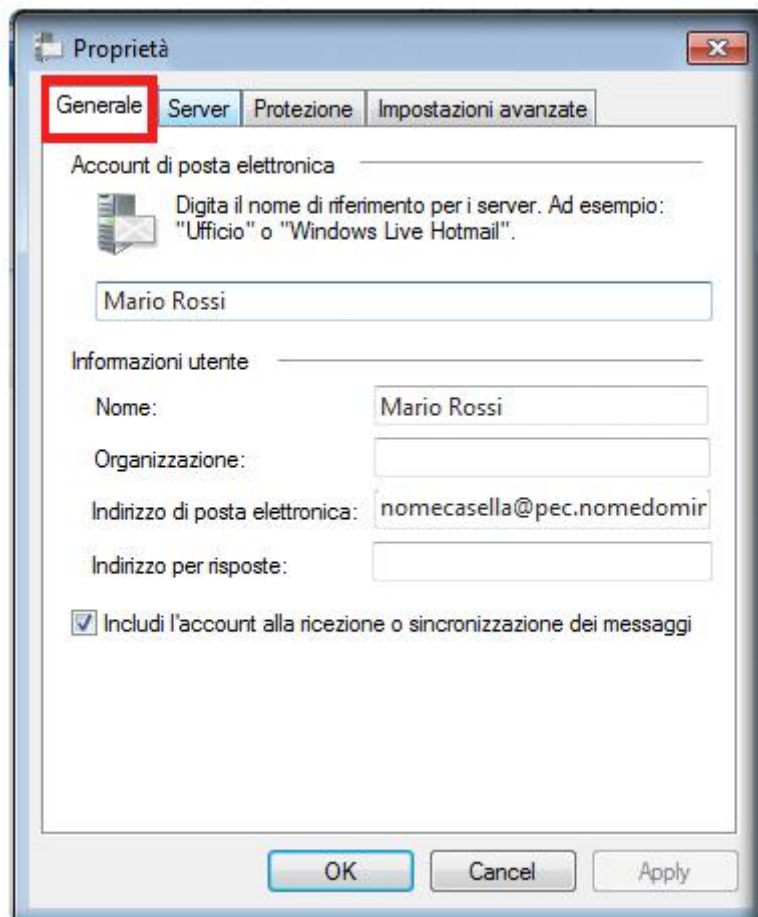 Proprietà
Generale Server Protezione Impostazioni avanzate
Account di posta elettronica
Digita il nome di riferimento per i server. Ad esempio:
"Ufficio" o "Windows Live Hotmail".
Mario Rossi
Informazioni utente
Nome: Mario Rossi
Organizzazione:
Indirizzo di posta elettronica: nomecasella@pec.nomedomin
Indirizzo per risposte:
Includi l'account alla ricezione o sincronizzazione dei messaggi
OK Cancel Apply